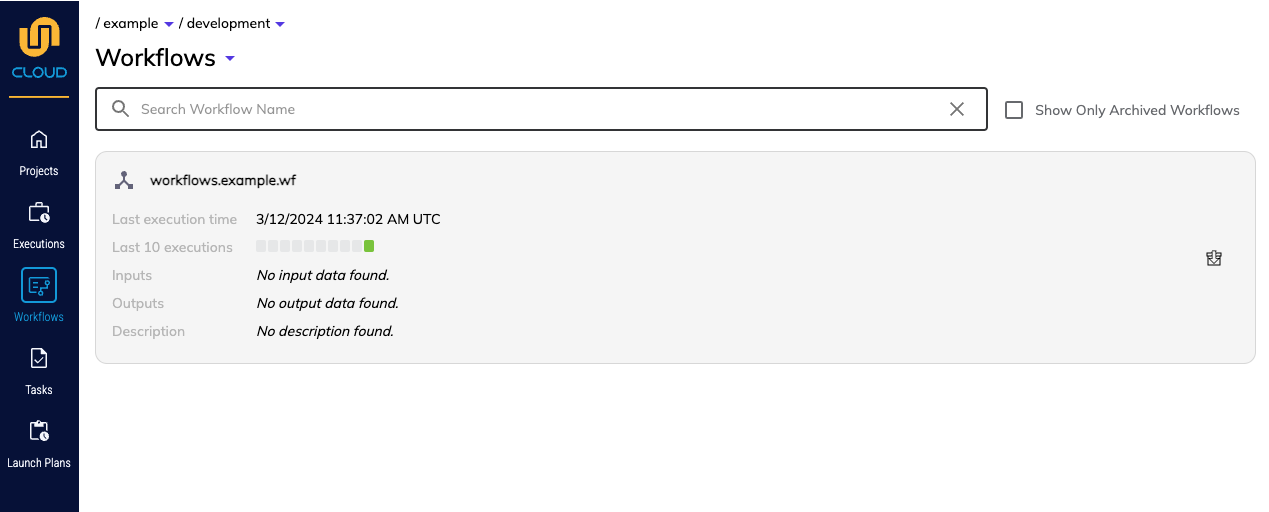 CLOUD
Projects
Executions
Workflows
Tasks
Launch Plans
/ example / development
Workflows
Search Workflow Name
Show Only Archived Workflows
workflows.example.wf
Last execution time 3/12/2024 11:37:02 AM UTC
Last 10 executions
Inputs No input data found.
Outputs No output data found.
Description No description found.